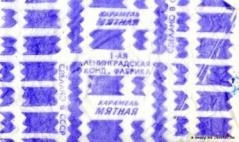 КАРАМЕЛЬ
МЯТНАЯ
1-АЯ
ЛЕНИНГРАДСКАЯ
КОНД. ФАБРИКА
СДЕЛАНО В СССР
КАРАМЕЛЬ
МЯТНАЯ